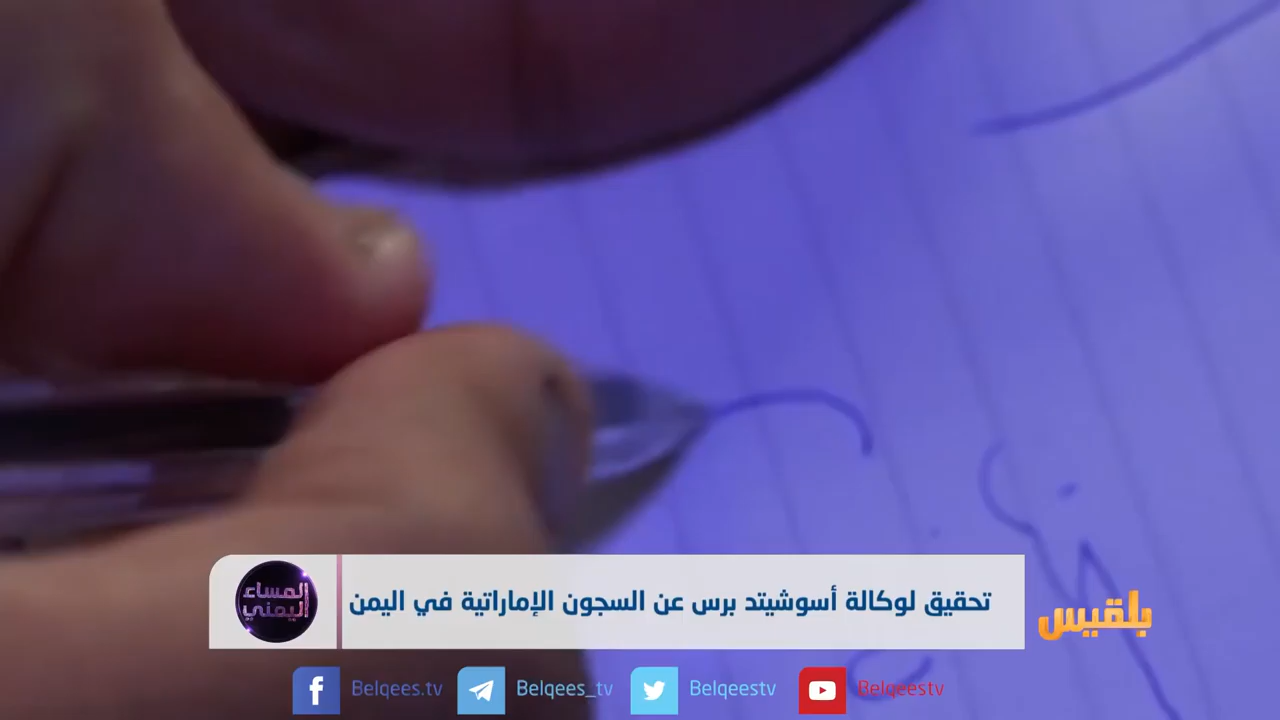 المساء
اليمني
تحقيق لوكالة أسوشيتد برس عن السجون الإماراتية في اليمن
بلقيس
Belqees.tv
Belqees_tv
Belqeestv
Belqeestv